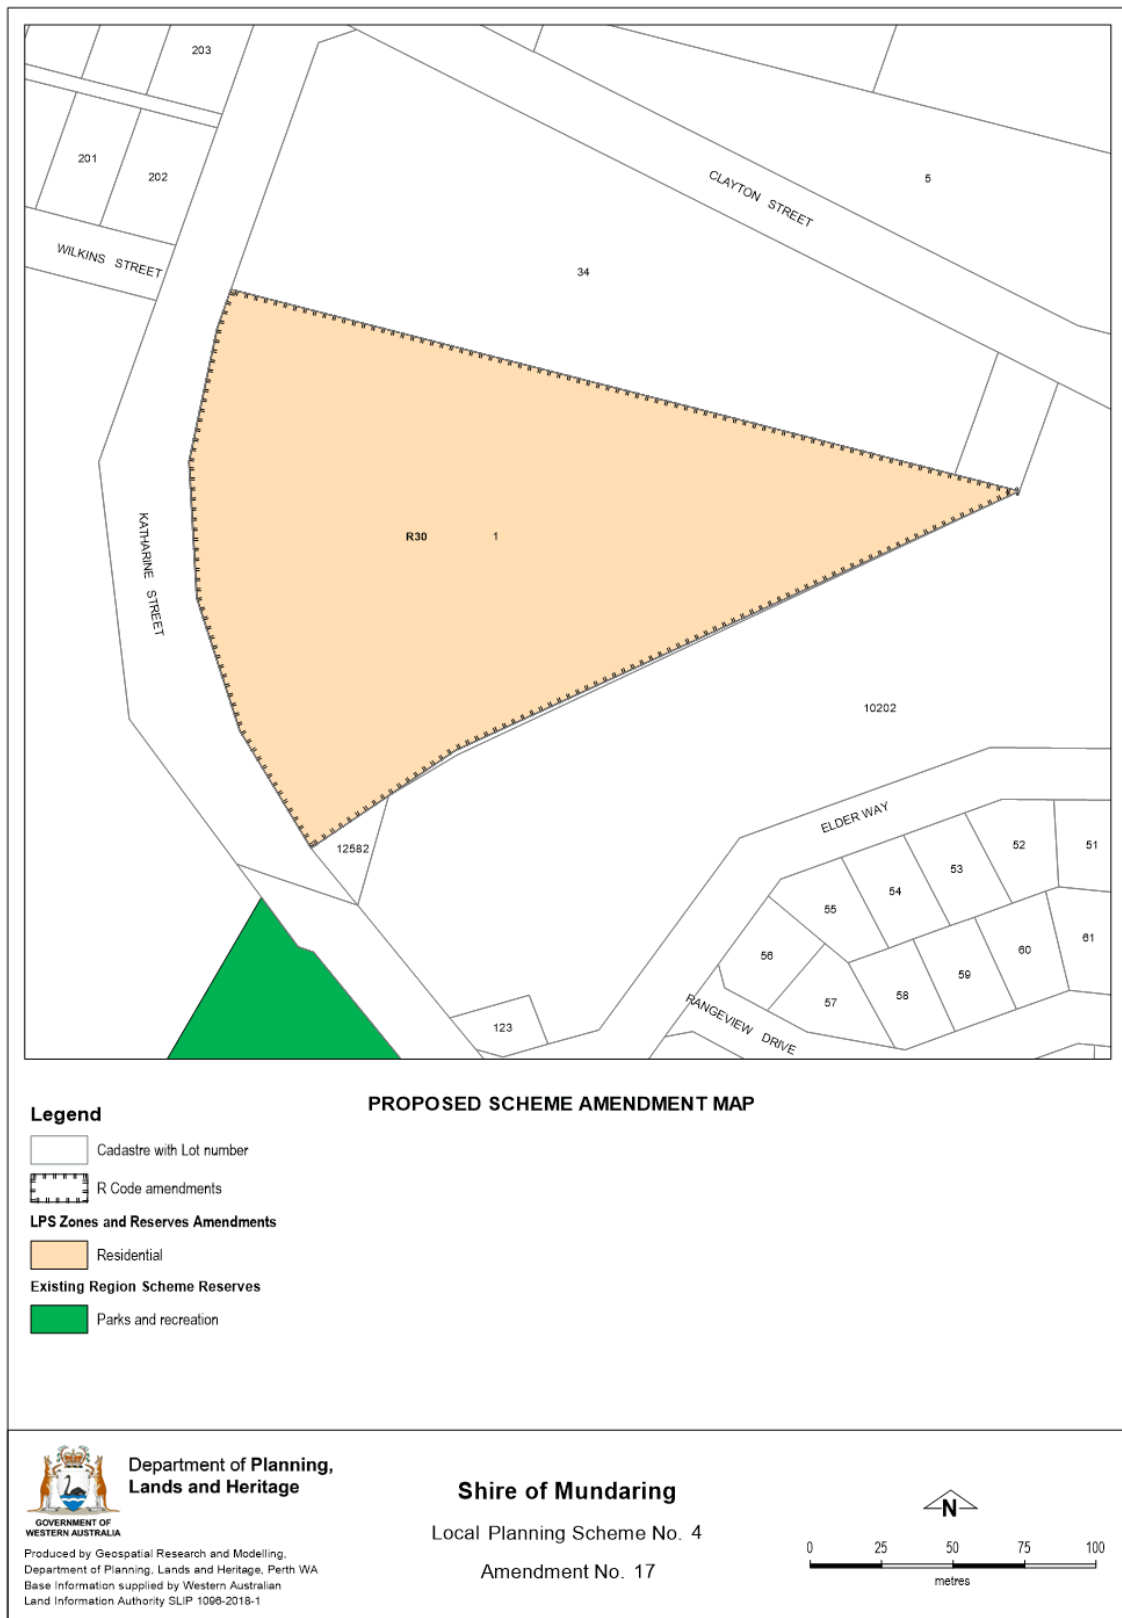 203
201
202
WILKINS STREET
CLAYTON STREET
5
34
KATHARINE STREET
R30
1
10202
12582
ELDER WAY
51
52
53
54
55
56
57
58
59
60
61
123
RANGEVIEW DRIVE
PROPOSED SCHEME AMENDMENT MAP
Legend
Cadastre with Lot number
R Code amendments
LPS Zones and Reserves Amendments
Residential
Existing Region Scheme Reserves
Parks and recreation
GOVERNMENT OF
WESTERN AUSTRALIA
Department of Planning,
Lands and Heritage
Produced by Geospatial Research and Modelling,
Department of Planning, Lands and Heritage, Perth WA
Base Information supplied by Western Australian
Land Information Authority SLIP 1096-2018-1
Shire of Mundaring
Local Planning Scheme No. 4
Amendment No. 17
N
0 25 50 75 100
metres